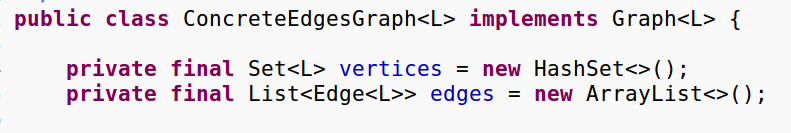 public class ConcreteEdgesGraph<L> implements Graph<L> {
private final Set<L> vertices = new HashSet<>();
private final List<Edge<L>> edges = new ArrayList<>();